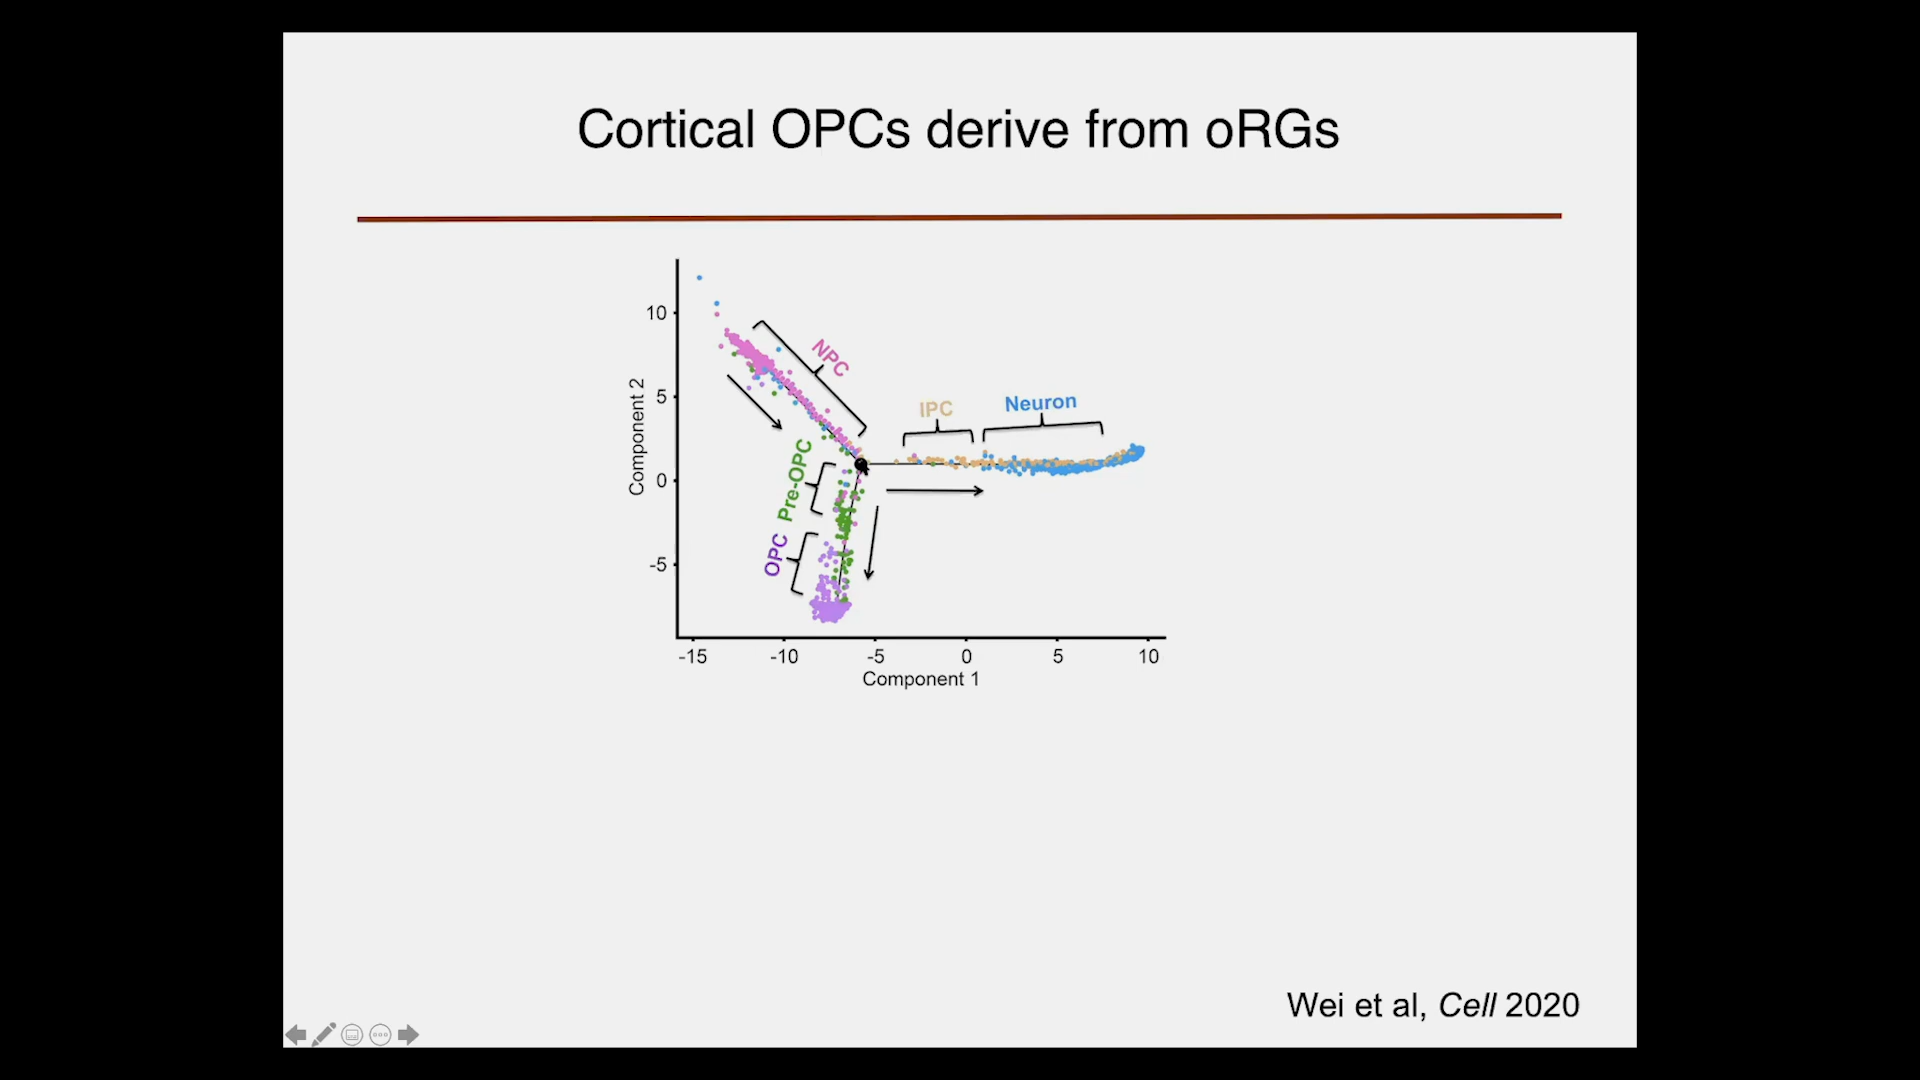 Cortical OPCs derive from oRGs
10
5
0
-5
Component 2
NPC
IPC
Neuron
Pre-OPC
OPC
-15 -10 -5 0 5 10
Component 1
Wei et al, Cell 2020